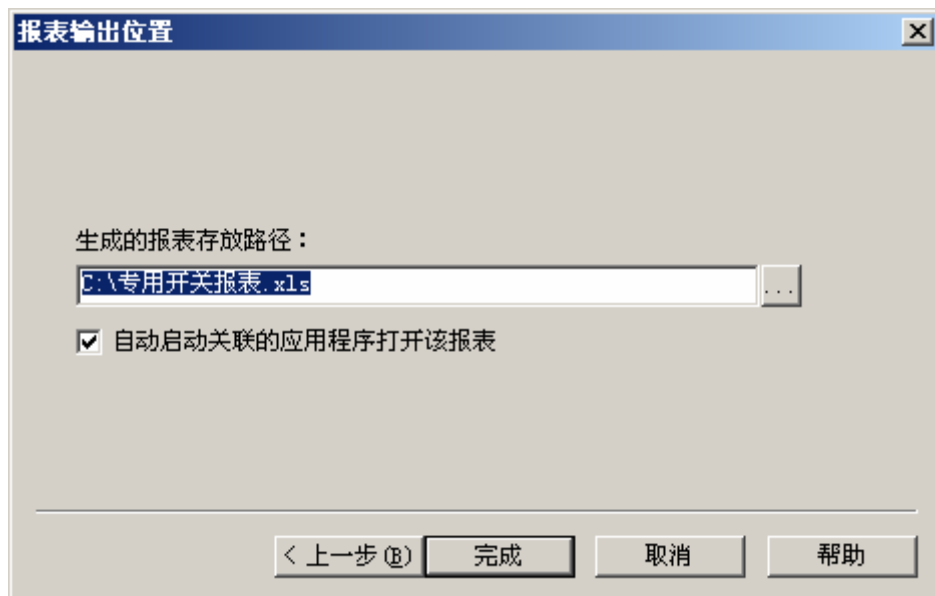 报表输出位置
生成的报表存放路径：
C:\专用开关报表.xls
...
自动启动关联的应用程序打开该报表
< 上一步(B)
完成
取消
帮助